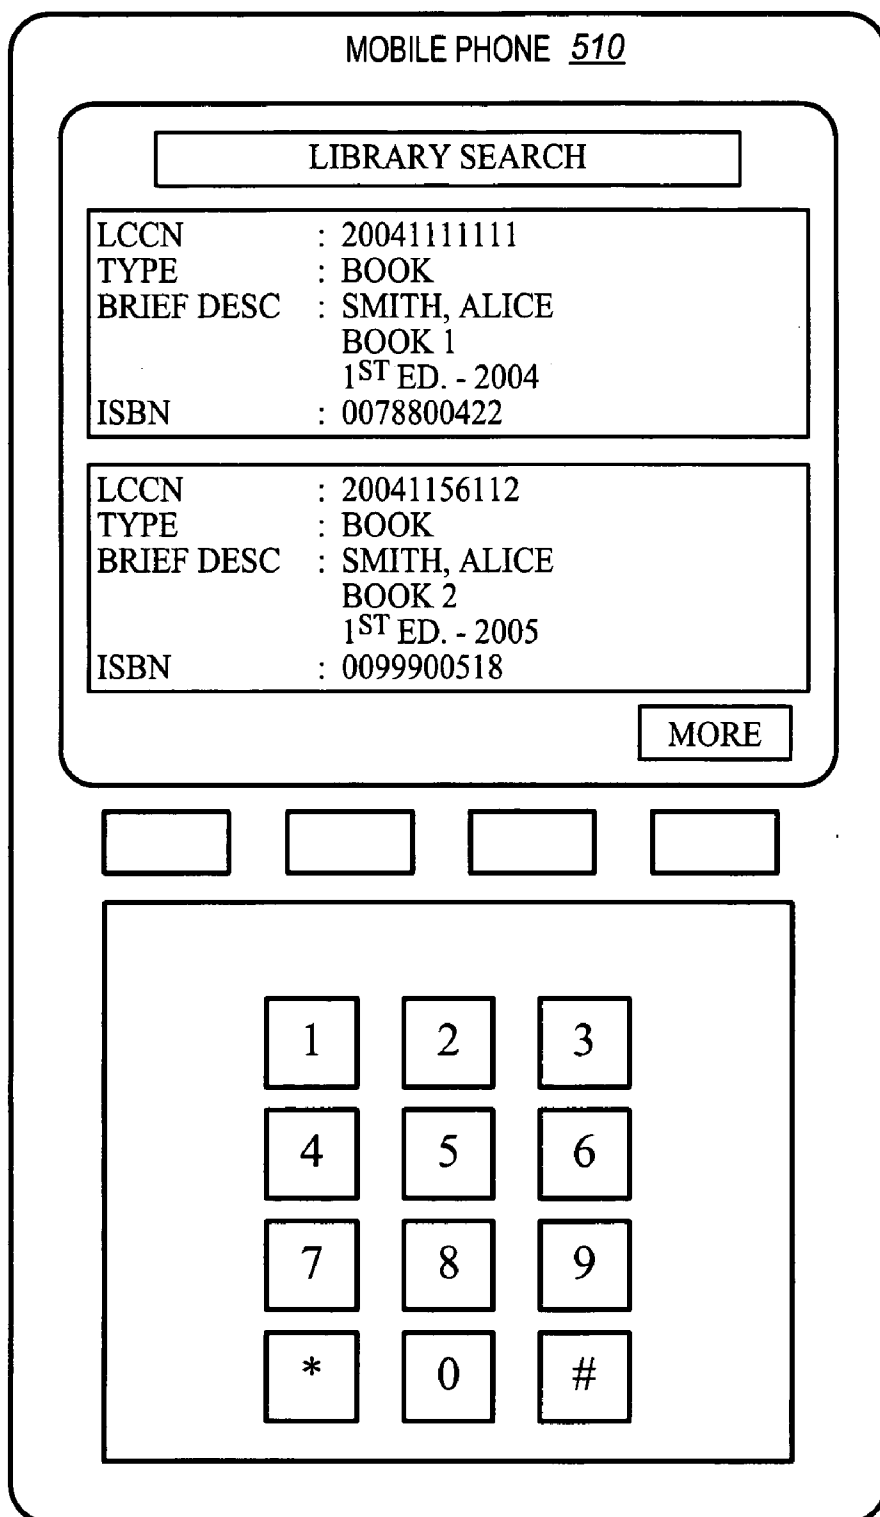 MOBILE PHONE 510
LIBRARY SEARCH
LCCN : 20041111111
TYPE : BOOK
BRIEF DESC : SMITH, ALICE
BOOK 1
1ST ED. - 2004
ISBN : 0078800422
LCCN : 20041156112
TYPE : BOOK
BRIEF DESC : SMITH, ALICE
BOOK 2
1ST ED. - 2005
ISBN : 0099900518
MORE
1 2 3
4 5 6
7 8 9
* 0 #